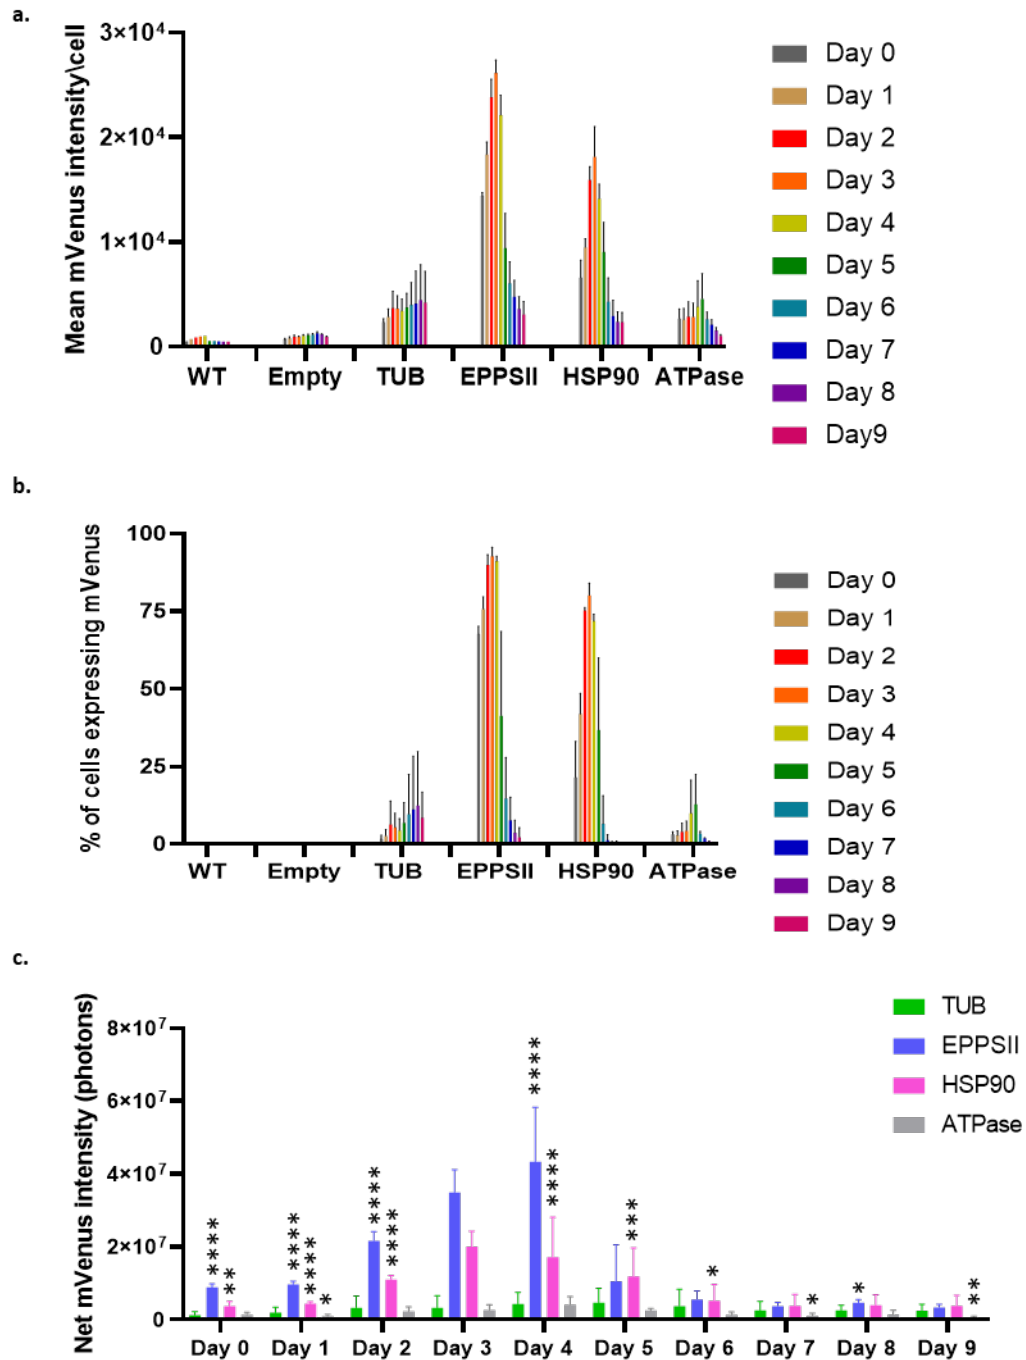 a.
Mean mVenus intensity\cell
3×10⁴
2×10⁴
1×10⁴
0
WT Empty TUB EPPSII HSP90 ATPase
Day 0
Day 1
Day 2
Day 3
Day 4
Day 5
Day 6
Day 7
Day 8
Day9
b.
% of cells expressing mVenus
100
75
50
25
0
WT Empty TUB EPPSII HSP90 ATPase
Day 0
Day 1
Day 2
Day 3
Day 4
Day 5
Day 6
Day 7
Day 8
Day 9
c.
Net mVenus intensity (photons)
8×10⁷
6×10⁷
4×10⁷
2×10⁷
0
**** ** **** **** * **** **** **** **** *** * * * **
Day 0 Day 1 Day 2 Day 3 Day 4 Day 5 Day 6 Day 7 Day 8 Day 9
TUB
EPPSII
HSP90
ATPase